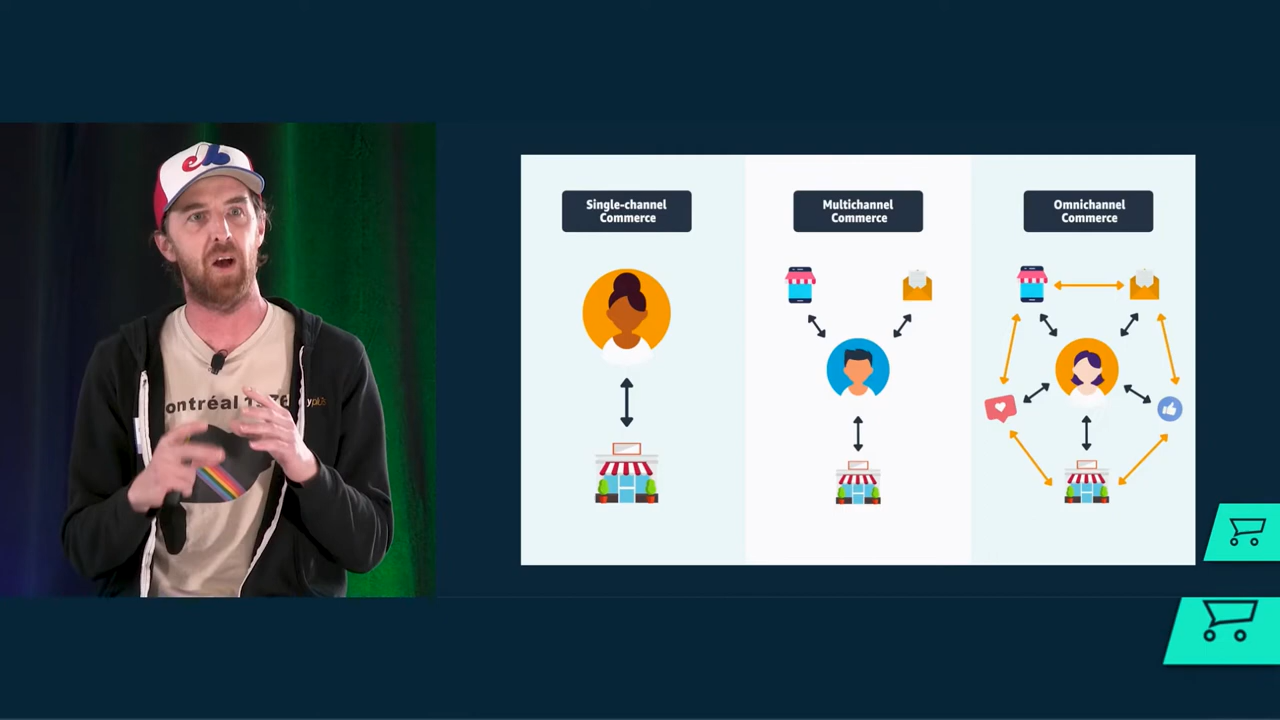 Single-channel
Commerce
Multichannel
Commerce
Omnichannel
Commerce
ontréal